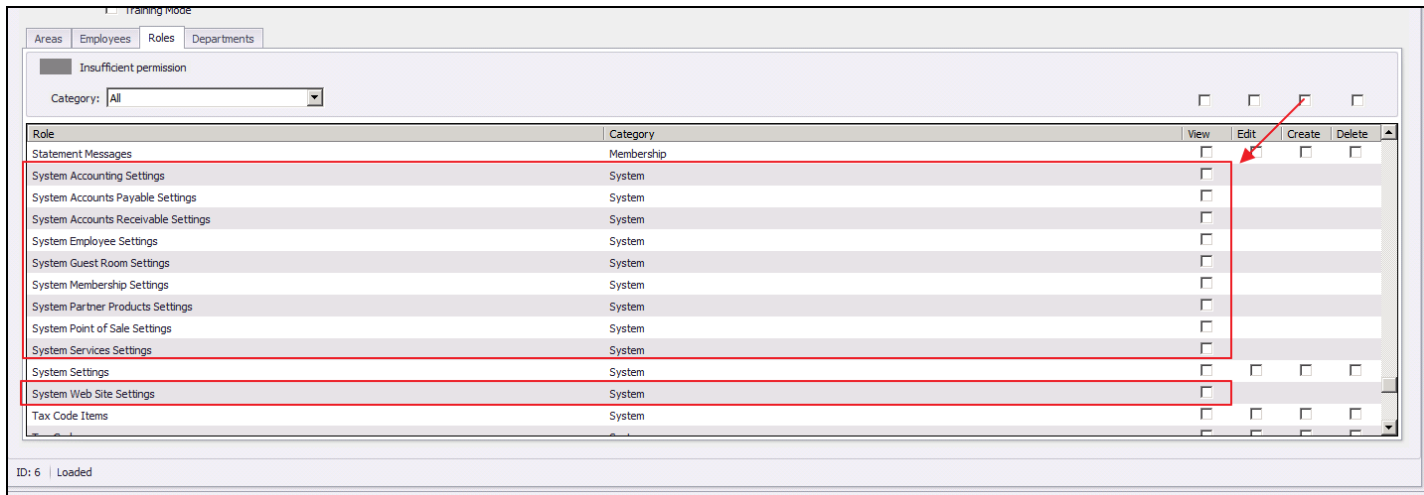 Training Mode
Areas Employees Roles Departments
Insufficient permission
Category: All
Role Category View Edit Create Delete
Statement Messages Membership
System Accounting Settings System
System Accounts Payable Settings System
System Accounts Receivable Settings System
System Employee Settings System
System Guest Room Settings System
System Membership Settings System
System Partner Products Settings System
System Point of Sale Settings System
System Services Settings System
System Settings System
System Web Site Settings System
Tax Code Items System
ID: 6 Loaded